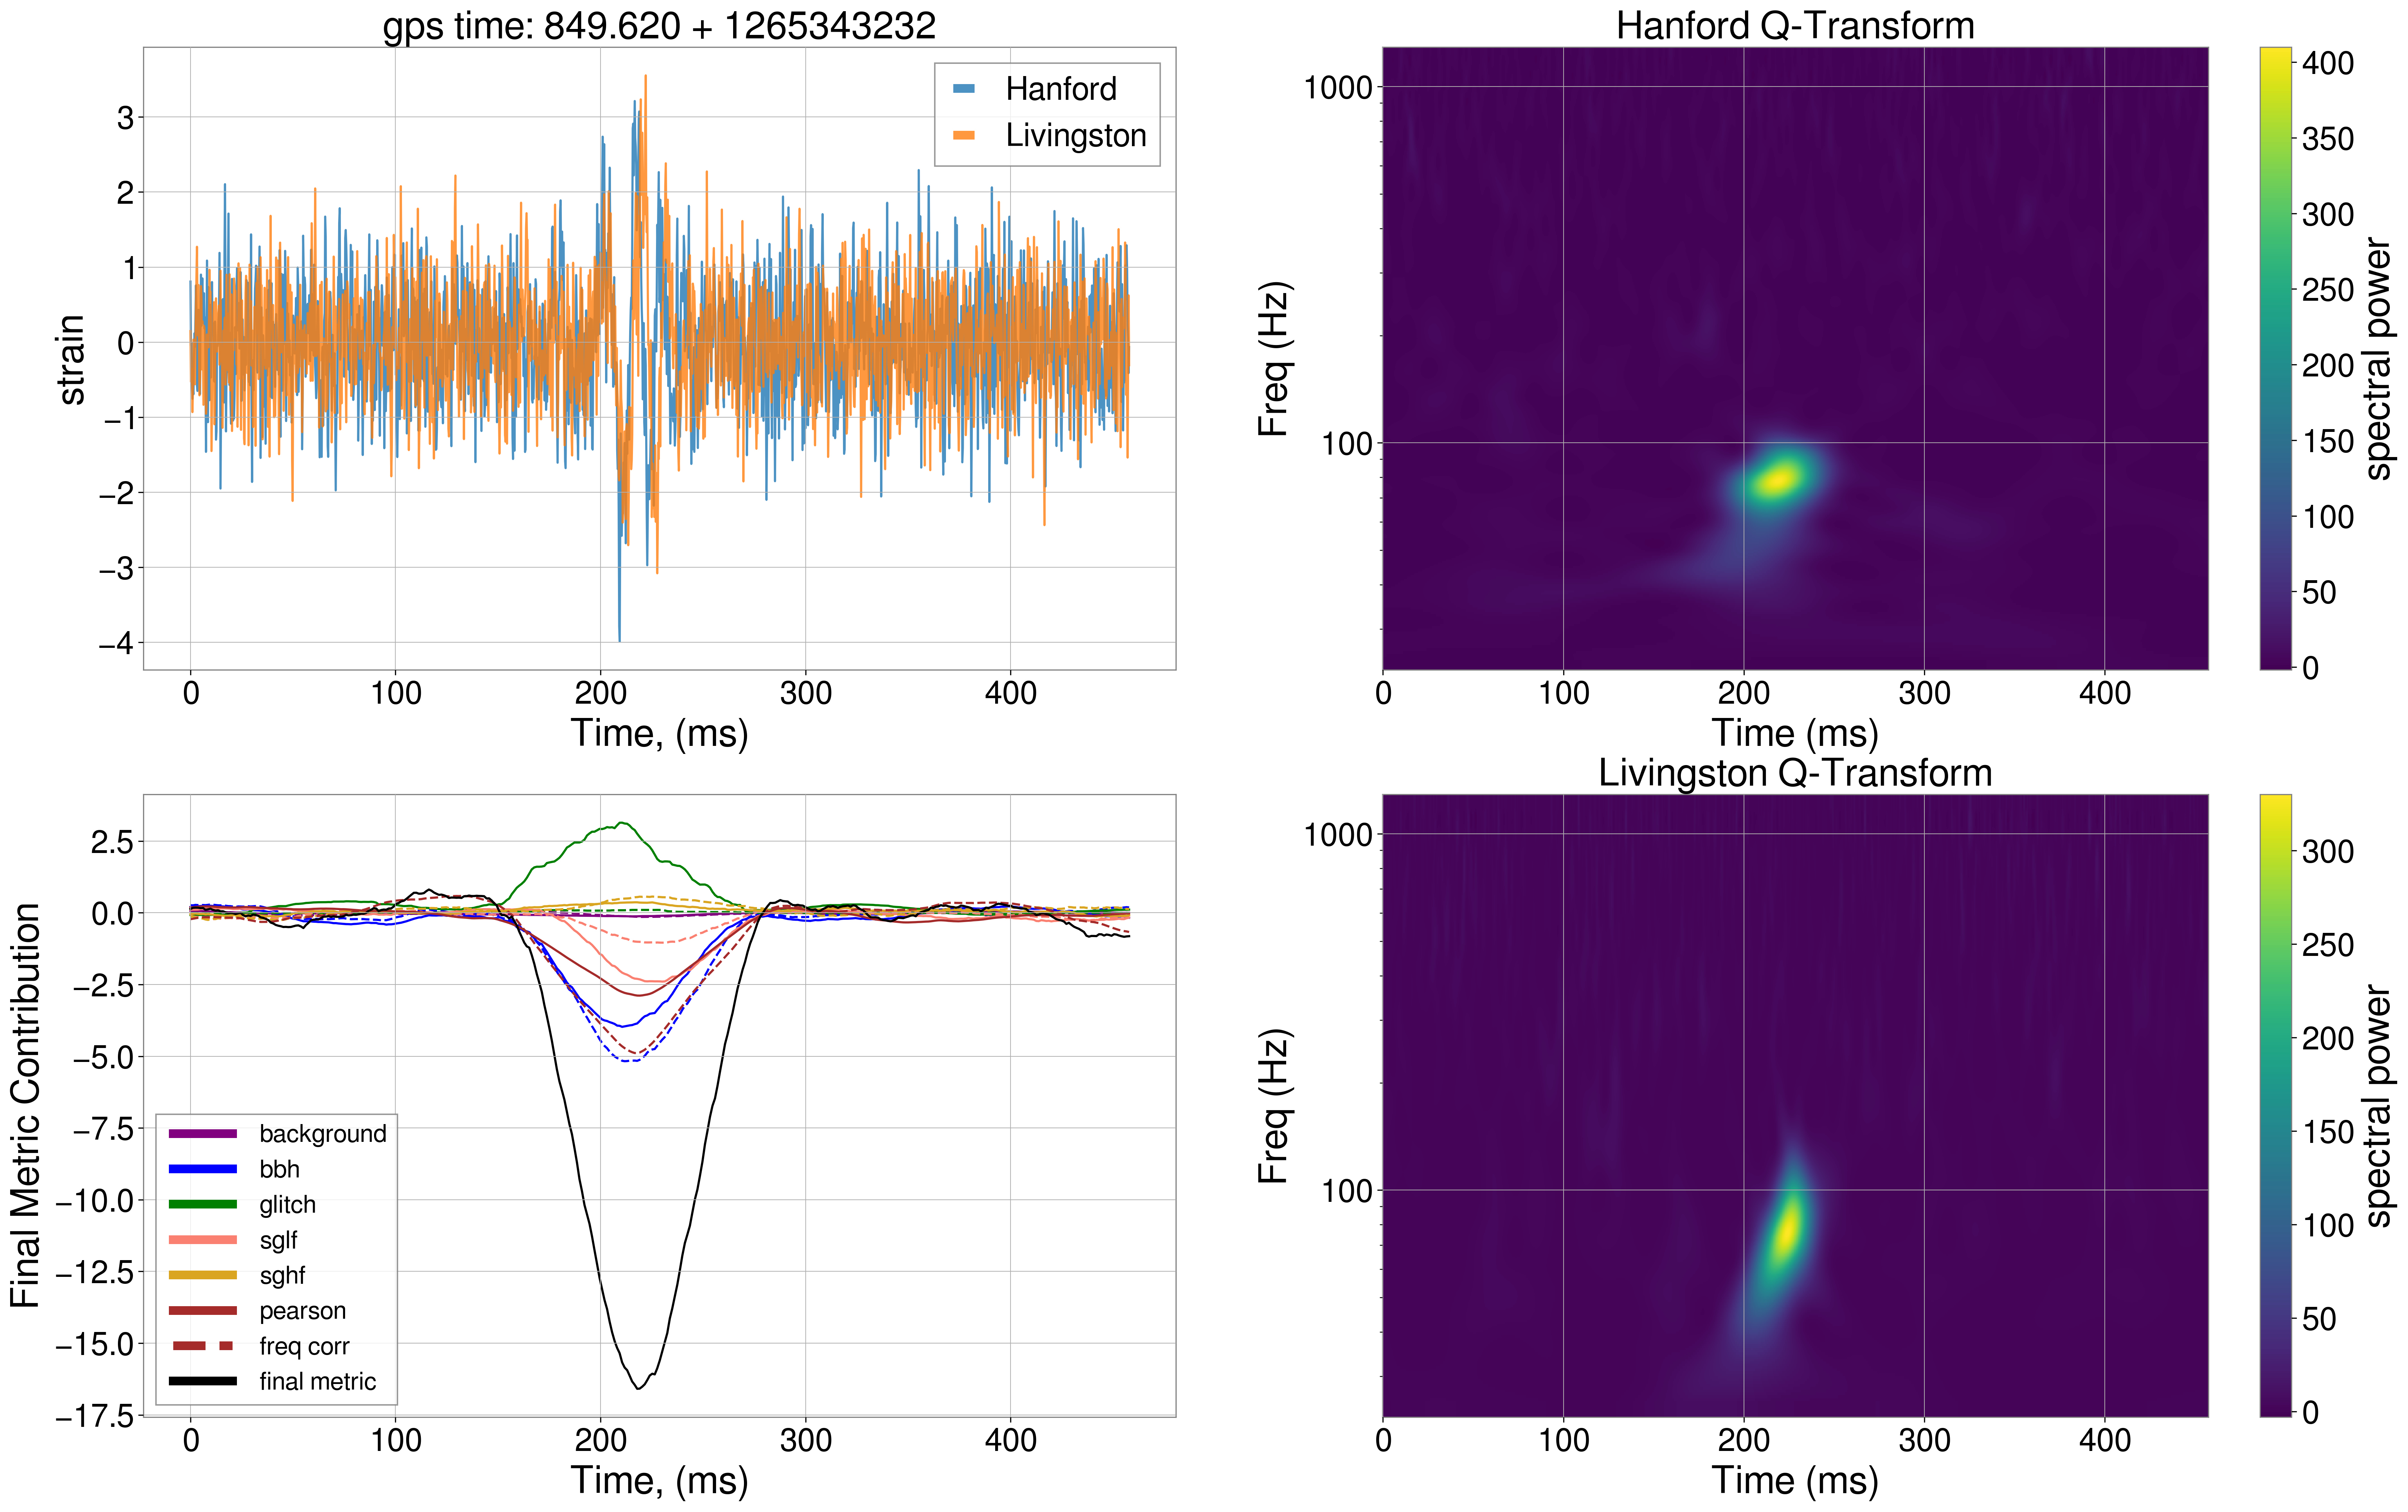 gps time: 849.620 + 1265343232
strain
3
2
1
0
−1
−2
−3
−4
Hanford
Livingston
0 100 200 300 400
Time, (ms)
Hanford Q-Transform
Freq (Hz)
1000
100
0 100 200 300 400
Time (ms)
400
350
300
250
200
150
100
50
0
spectral power
Final Metric Contribution
2.5
0.0
−2.5
−5.0
−7.5
−10.0
−12.5
−15.0
−17.5
background
bbh
glitch
sglf
sghf
pearson
freq corr
final metric
0 100 200 300 400
Time, (ms)
Livingston Q-Transform
Freq (Hz)
1000
100
0 100 200 300 400
Time (ms)
300
250
200
150
100
50
0
spectral power